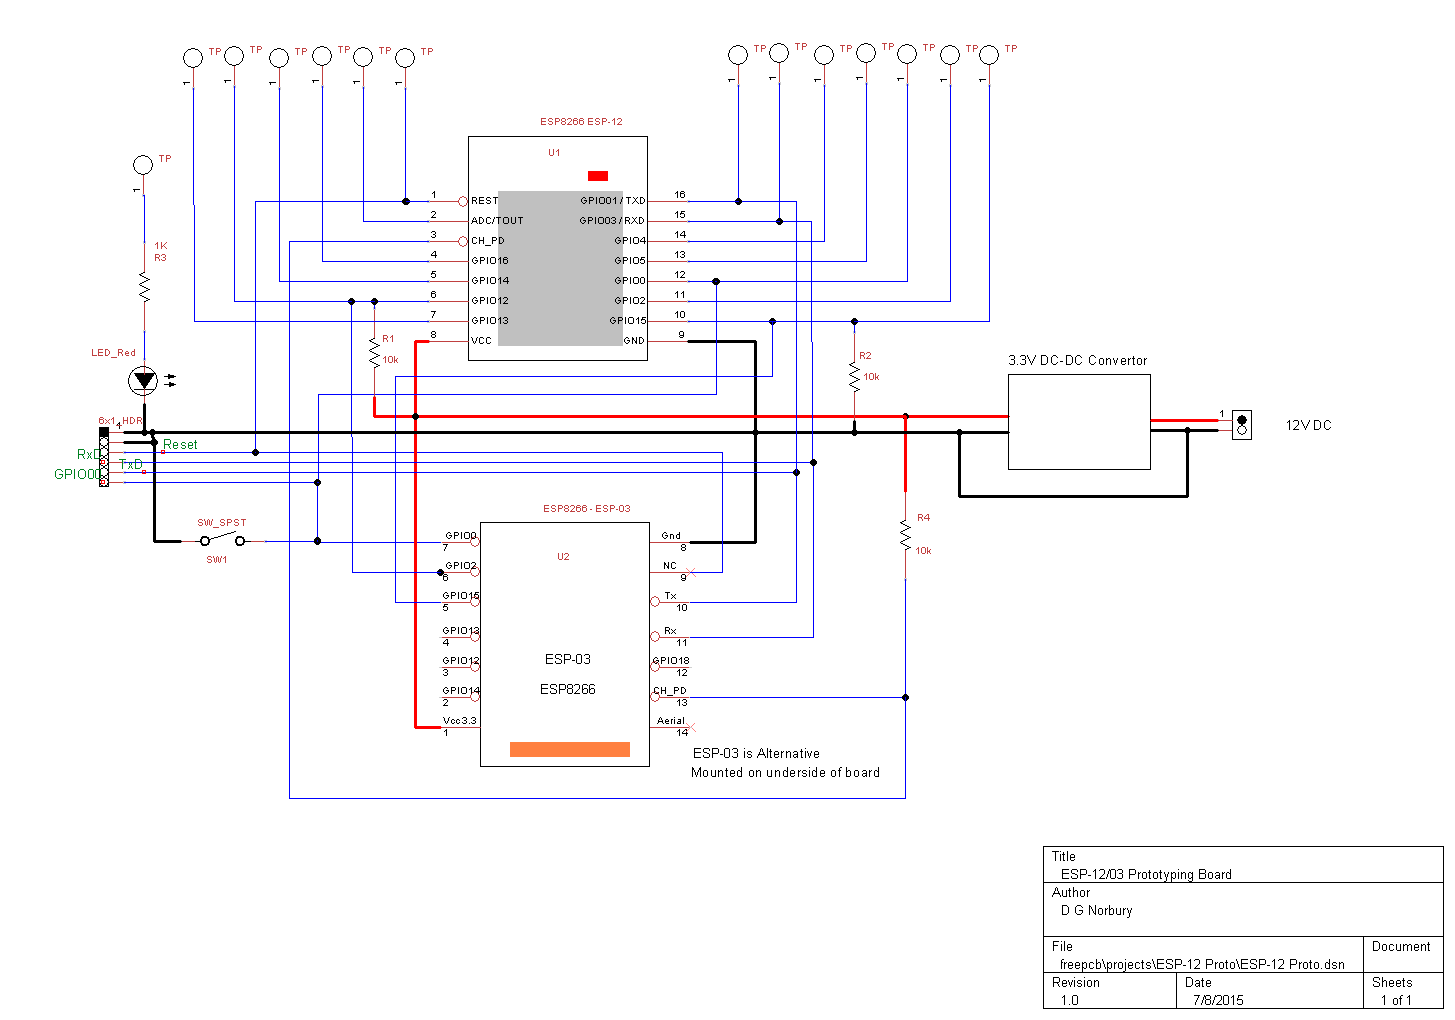 TP TP TP TP TP TP TP TP TP TP TP TP TP
1 1 1 1 1 1 1 1 1 1 1 1 1
ESP8266 ESP-12
U1
TP
1
1 REST GPIO01/TXD 16
2 ADC/TOUT GPIO03/RXD 15
3 CH_PD GPIO4 14
4 GPIO16 GPIO5 13
5 GPIO14 GPIO0 12
6 GPIO12 GPIO2 11
7 GPIO13 GPIO15 10
8 VCC GND 9
1K
R3
R1
10k
R2
10k
LED_Red
3.3V DC-DC Convertor
1
12V DC
6x1_HDR
4
Reset
RxD
TxD
GPIO00
SW_SPST
SW1
R4
10k
ESP8266 - ESP-03
U2
GPIO0 Gnd
7 8
GPIO2 NC
6 9
GPIO15 Tx
5 10
GPIO13 Rx
4 11
GPIO12 GPIO18
3 12
GPIO14 CH_PD
2 13
Vcc3.3 Aerial
1 14
ESP-03
ESP8266
ESP-03 is Alternative
Mounted on underside of board
Title
ESP-12/03 Prototyping Board
Author
D G Norbury
File Document
freepcb\projects\ESP-12 Proto\ESP-12 Proto.dsn
Revision Date Sheets
1.0 7/8/2015 1 of 1